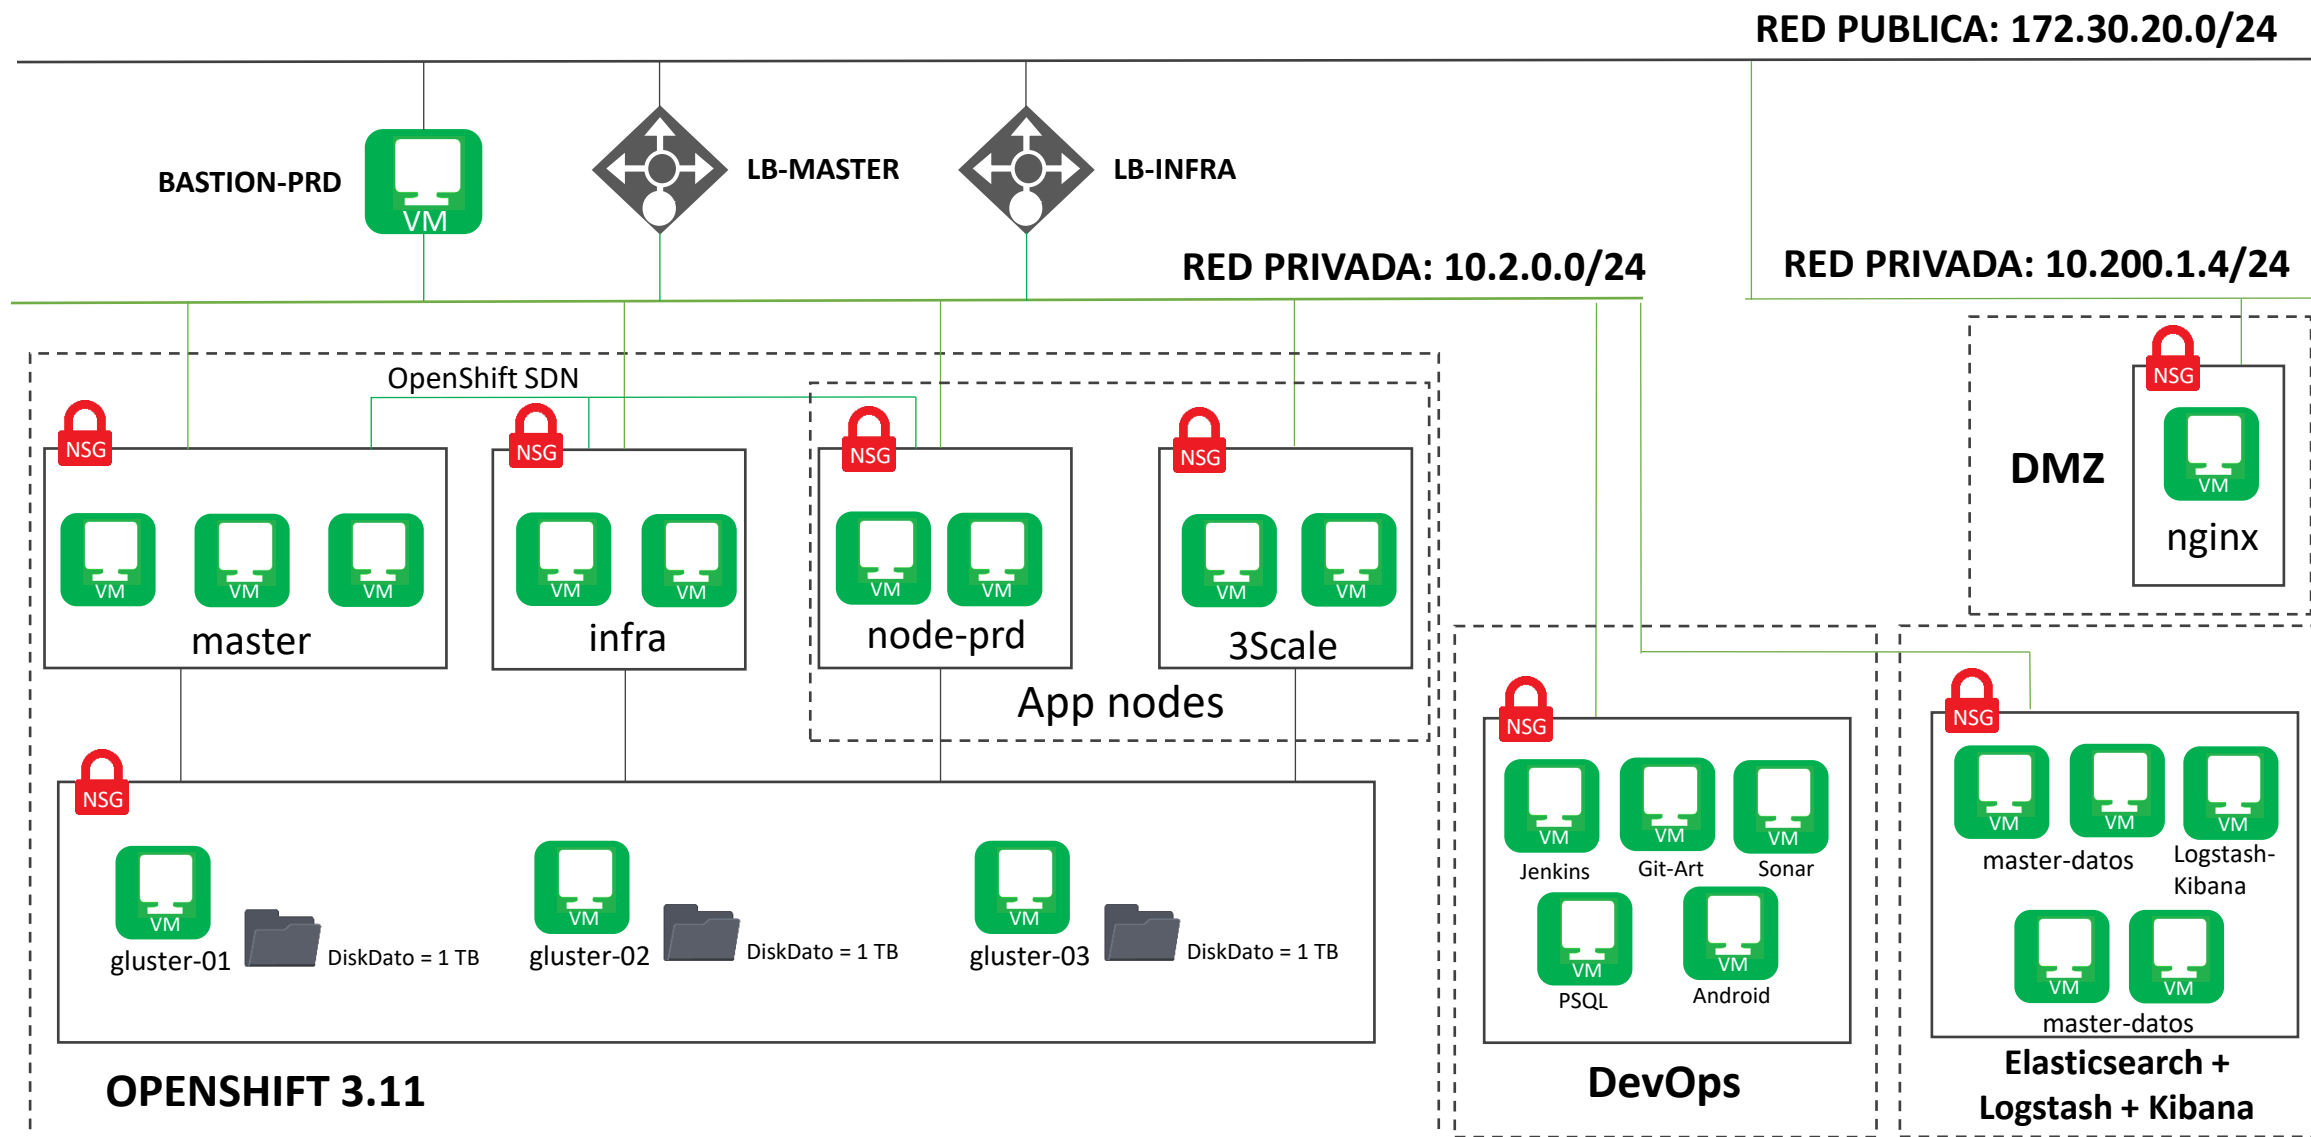 RED PUBLICA: 172.30.20.0/24
BASTION-PRD
VM
LB-MASTER
LB-INFRA
RED PRIVADA: 10.2.0.0/24
RED PRIVADA: 10.200.1.4/24
OpenShift SDN
NSG
VM
VM
VM
master
NSG
VM
VM
infra
NSG
VM
VM
node-prd
NSG
VM
VM
3Scale
App nodes
DMZ
NSG
VM
nginx
NSG
VM
gluster-01
DiskDato = 1 TB
VM
gluster-02
DiskDato = 1 TB
VM
gluster-03
DiskDato = 1 TB
OPENSHIFT 3.11
NSG
VM
Jenkins
VM
Git-Art
VM
Sonar
VM
PSQL
VM
Android
DevOps
NSG
VM
VM
master-datos
VM
Logstash-
Kibana
VM
VM
master-datos
Elasticsearch +
Logstash + Kibana